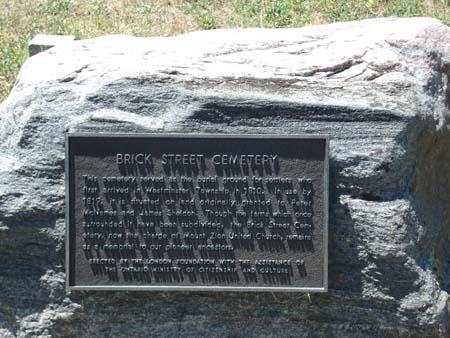 BRICK STREET CEMETERY
This cemetery served as the burial ground for settlers who
first arrived in Westminster Township in 1810. In use by
it is situated on land originally granted to Peter
McNames and James Sheldon. Though the farms which once
surrounded it have been subdivided, the Brick Street Cem-
etery, now the charge of Mount Zion United Church, remains
as a memorial to our pioneer ancestors.
ERECTED BY THE LONDON FOUNDATION WITH THE ASSISTANCE OF
THE ONTARIO MINISTRY OF CITIZENSHIP AND CULTURE